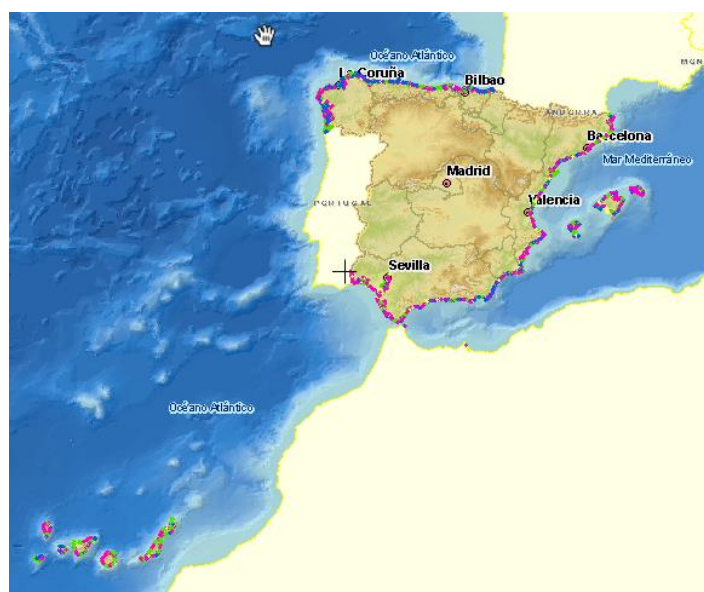 Océano Atlántico
La Coruña
Bilbao
ANDORRA
Barcelona
Mar Mediterráneo
Madrid
Valencia
PORTUGAL
Sevilla
Océano Atlántico